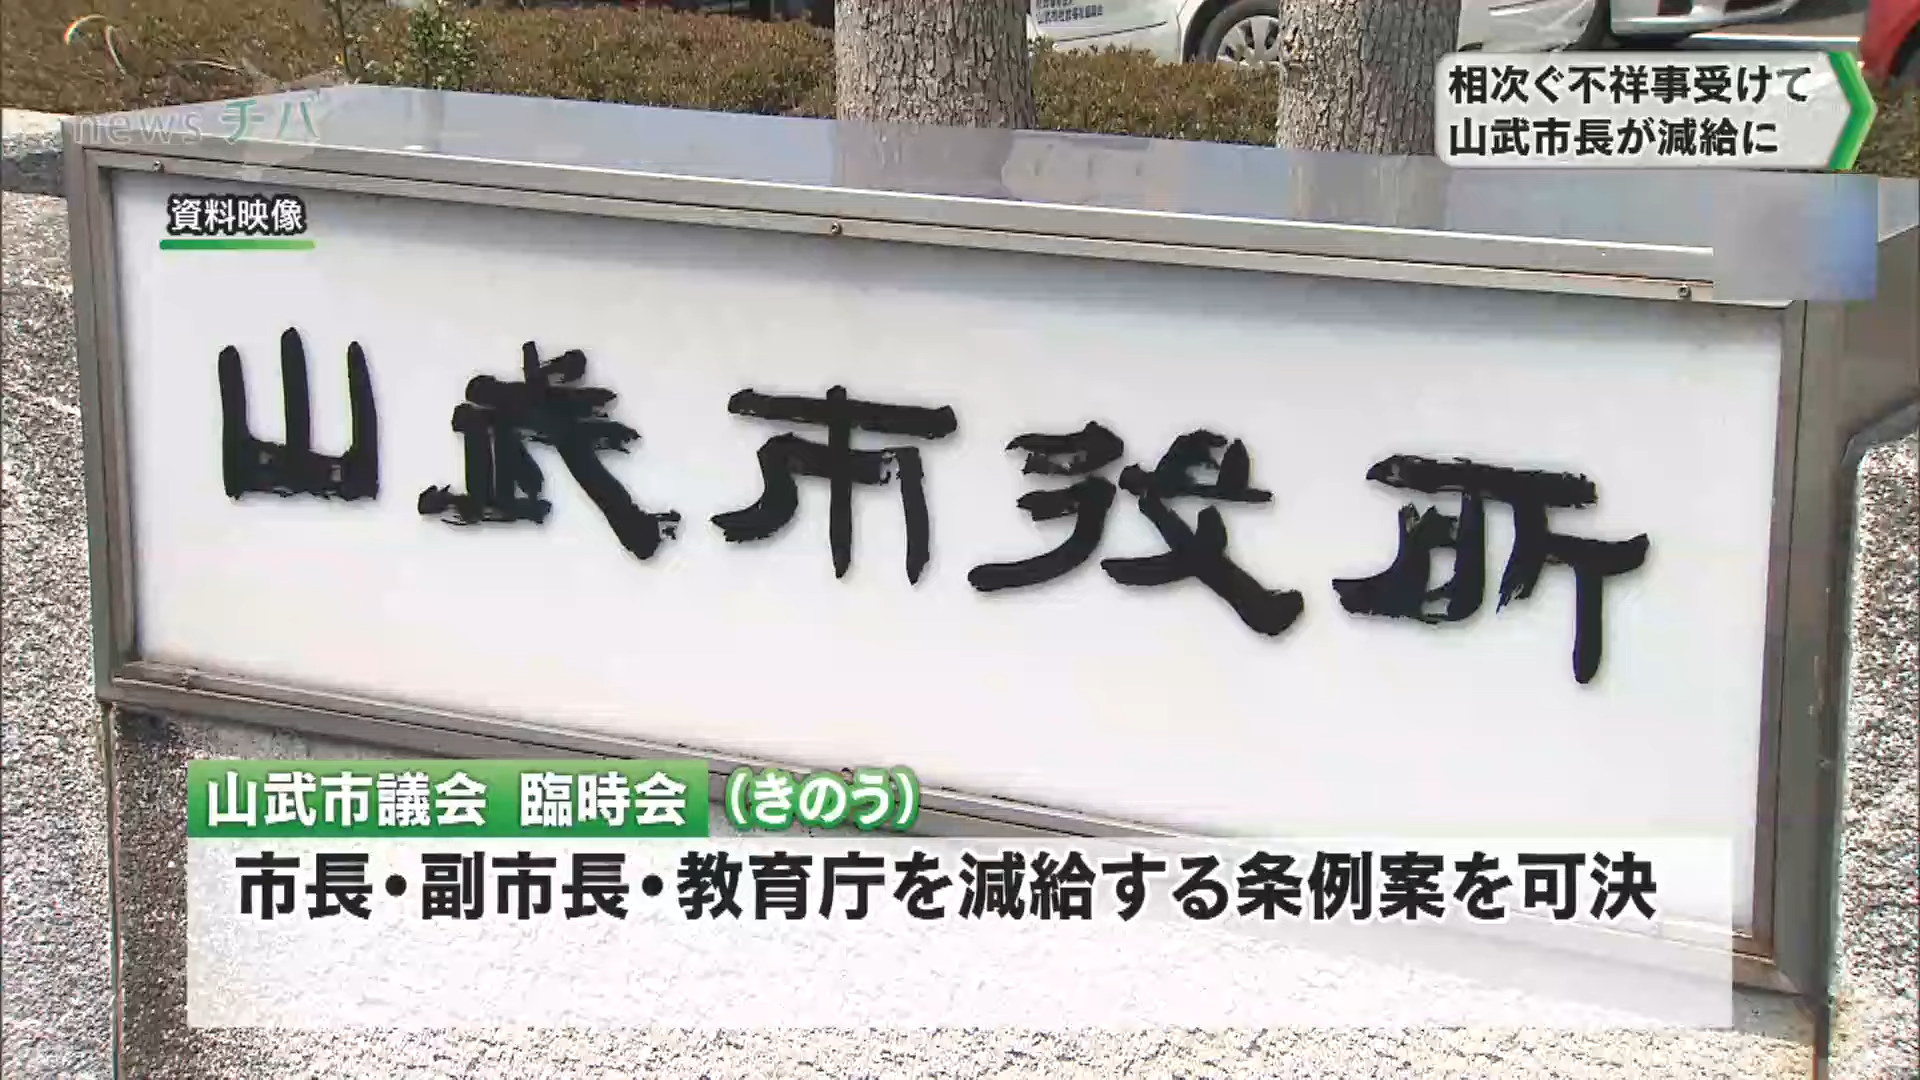 news チバ
相次ぐ不祥事受けて
山武市長が減給に
資料映像
山武市役所
山武市議会 臨時会 (きのう)
市長・副市長・教育庁を減給する条例案を可決